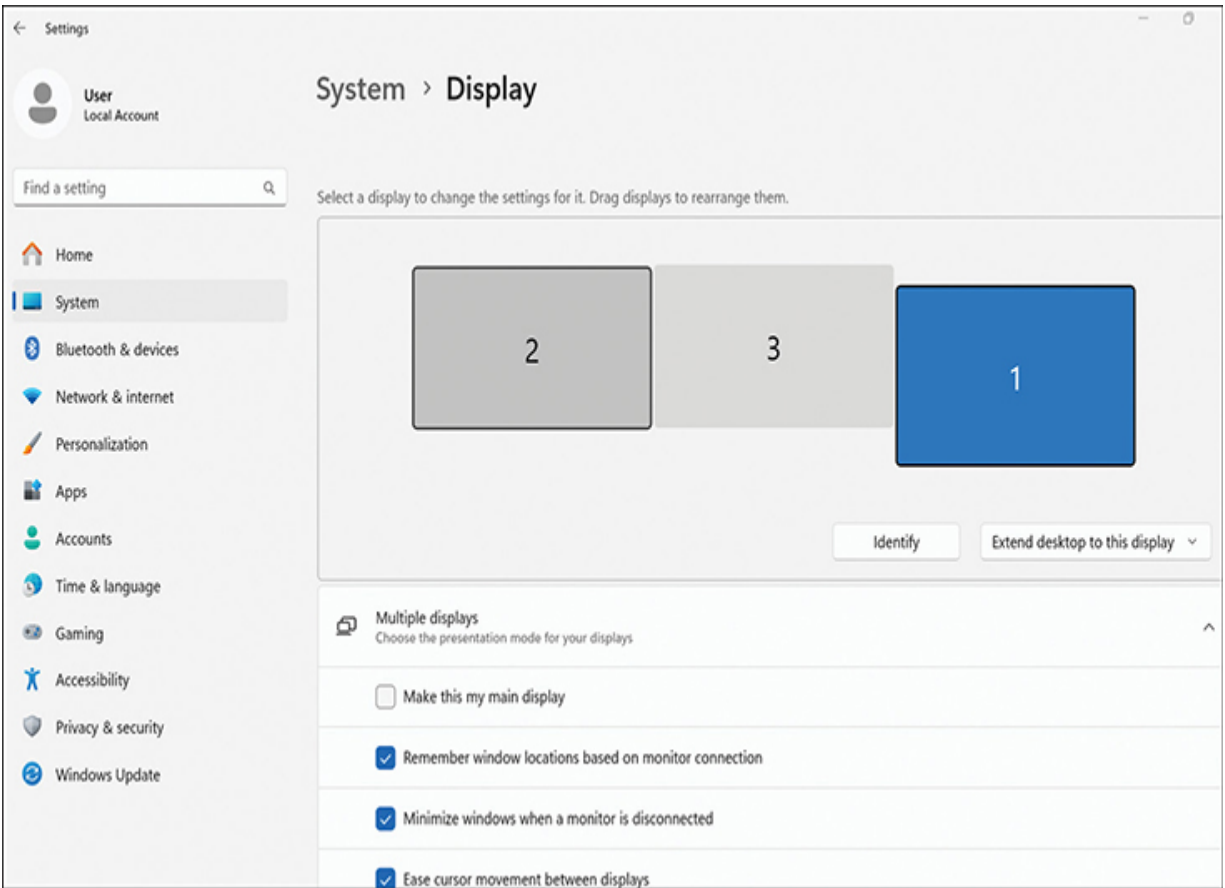 Settings
User
Local Account
Find a setting
Home
System
Bluetooth & devices
Network & internet
Personalization
Apps
Accounts
Time & language
Gaming
Accessibility
Privacy & security
Windows Update
System › Display
Select a display to change the settings for it. Drag displays to rearrange them.
2
3
1
Identify
Extend desktop to this display
Multiple displays
Choose the presentation mode for your displays
Make this my main display
Remember window locations based on monitor connection
Minimize windows when a monitor is disconnected
Ease cursor movement between displays